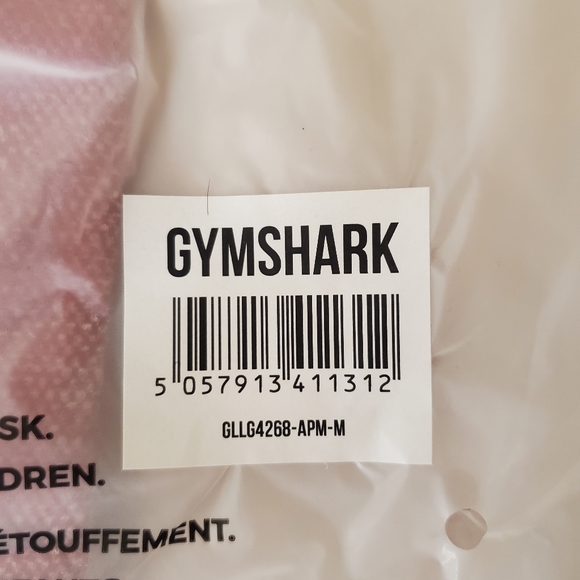 GYMSHARK
5 057913 411312
GLLG4268-APM-M
SK.
DREN.
ÉTOUFFEMENT.